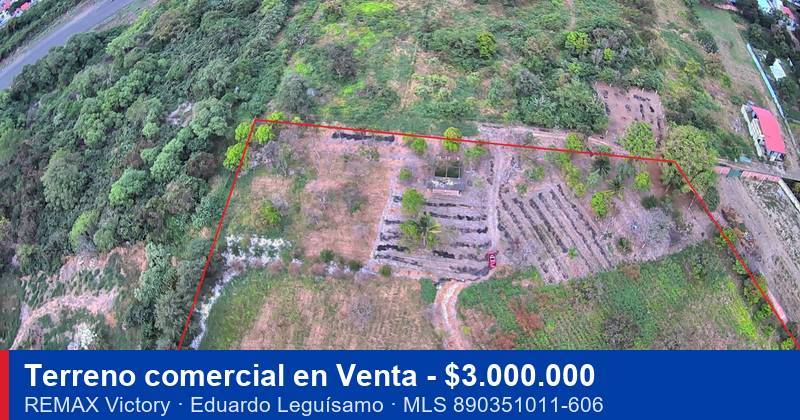 Terreno comercial en Venta - $3.000.000
REMAX Victory · Eduardo Leguísamo · MLS 890351011-606